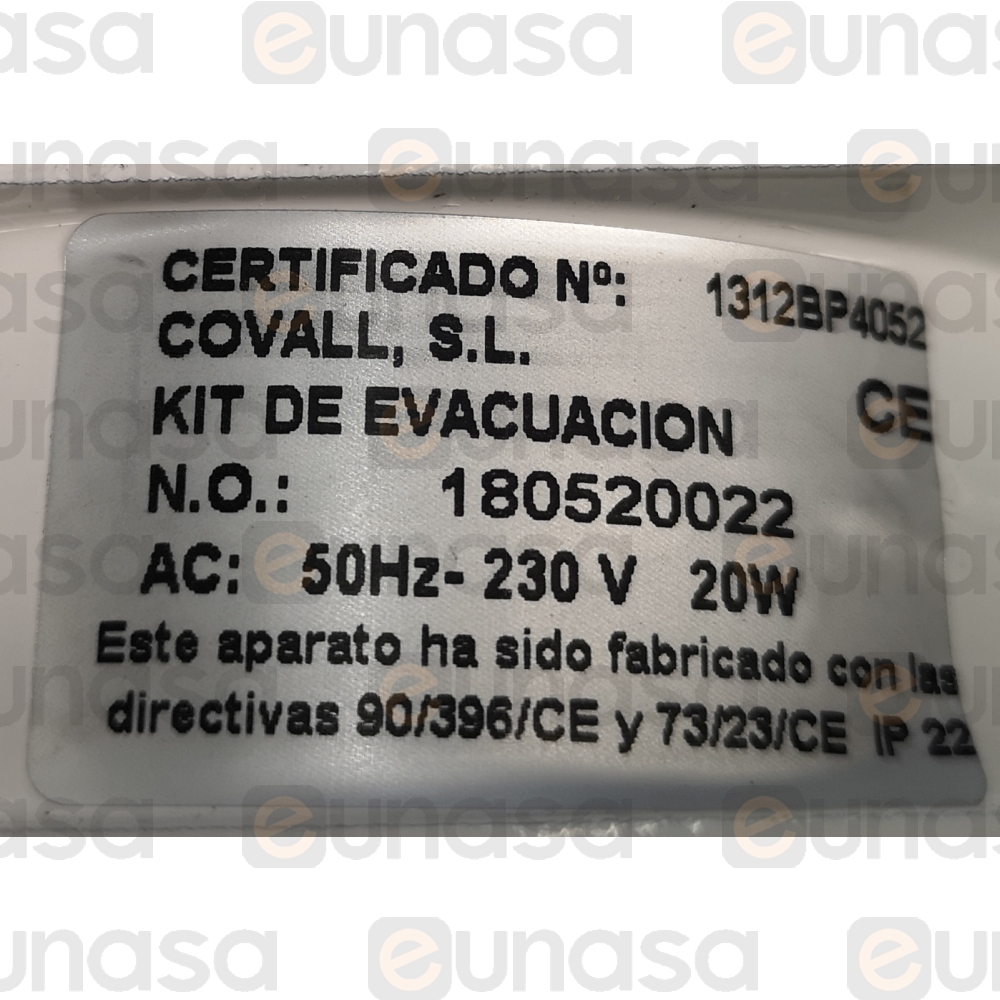 eunasa
CERTIFICADO Nº: 1312BP4052
COVALL, S.L.
KIT DE EVACUACION CE
N.O.: 180520022
AC: 50Hz- 230 V 20W
Este aparato ha sido fabricado con las
directivas 90/396/CE y 73/23/CE IP 22